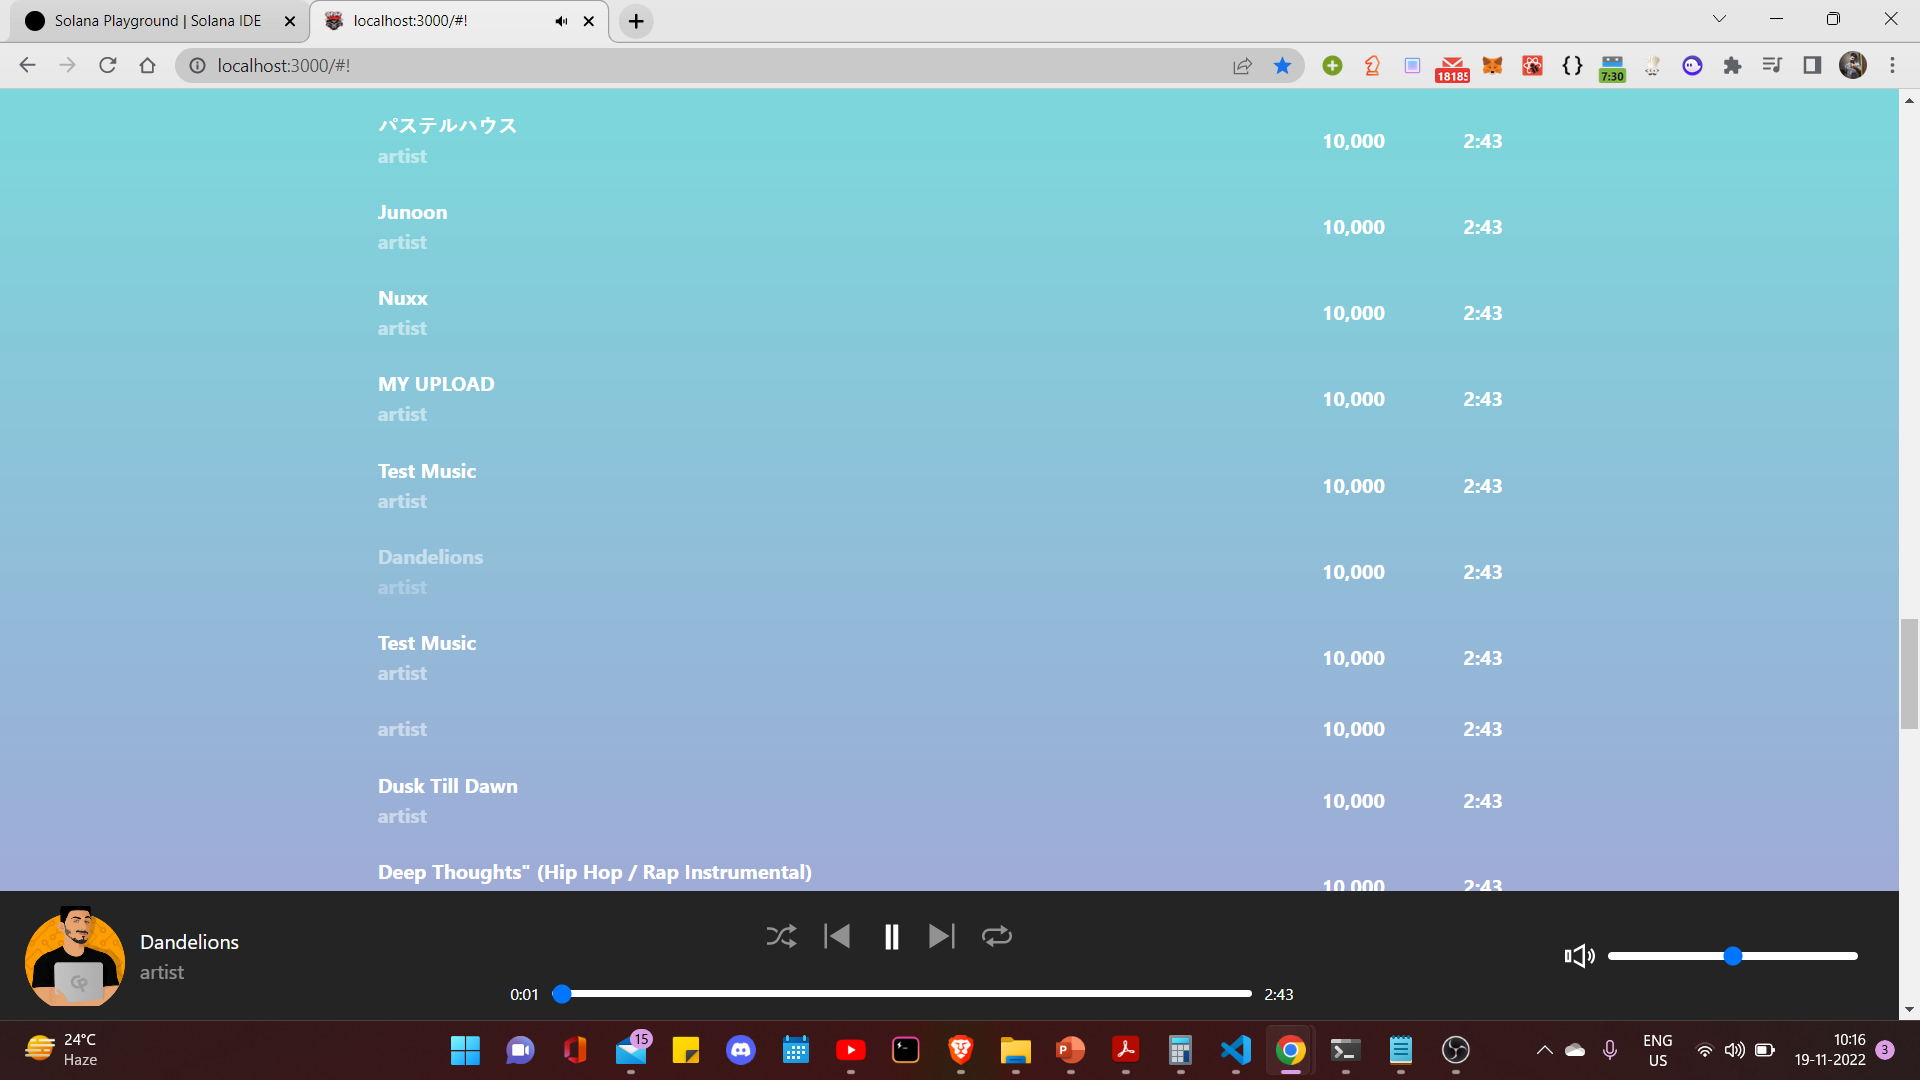 Solana Playground | Solana IDE
localhost:3000/#!
localhost:3000/#!
18185
7:30
パステルハウス
artist
10,000
2:43
Junoon
artist
10,000
2:43
Nuxx
artist
10,000
2:43
MY UPLOAD
artist
10,000
2:43
Test Music
artist
10,000
2:43
Dandelions
artist
10,000
2:43
Test Music
artist
10,000
2:43
artist
10,000
2:43
Dusk Till Dawn
artist
10,000
2:43
Deep Thoughts" (Hip Hop / Rap Instrumental)
10,000
2:43
Dandelions
artist
0:01
2:43
24°C
Haze
15
ENG
US
10:16
19-11-2022
3